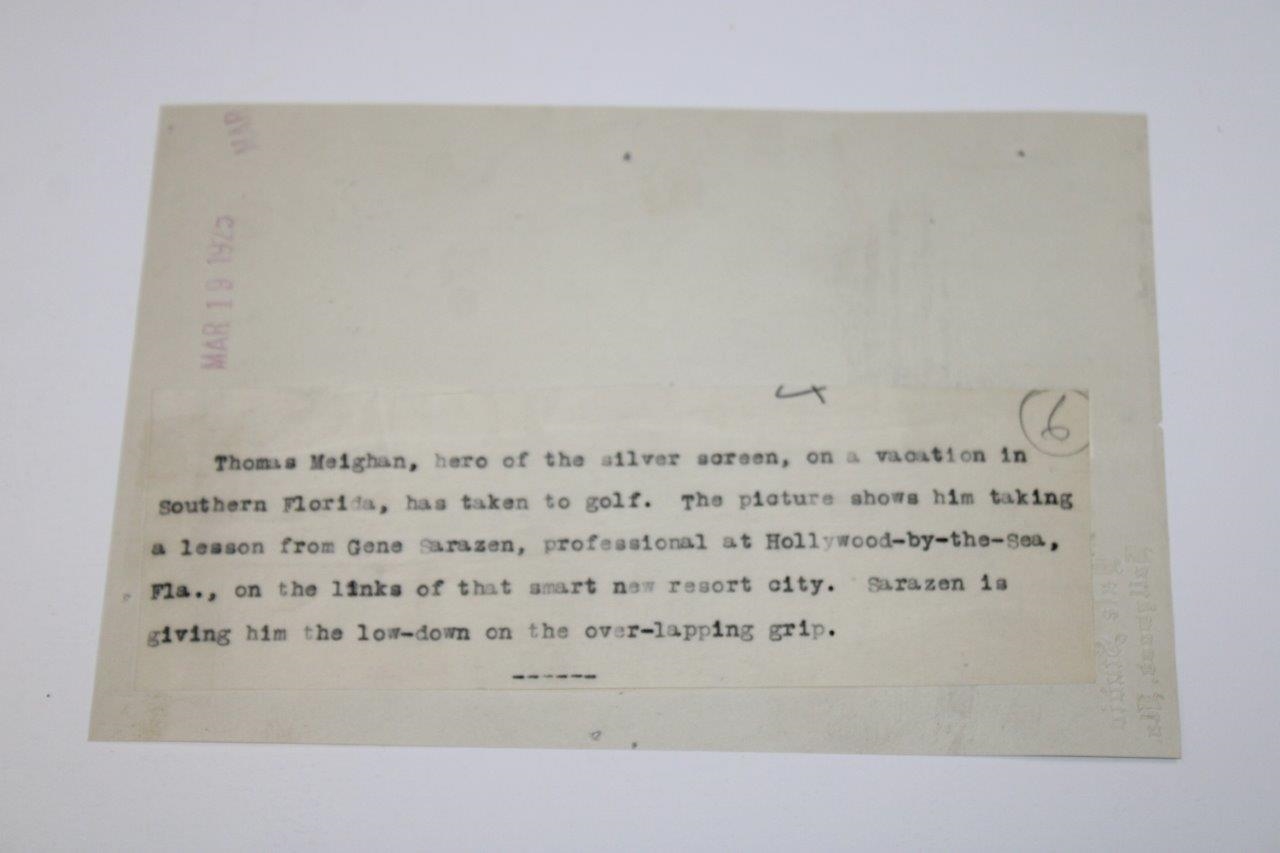 MAR
MAR 19 1925
6
Thomas Meighan, hero of the silver screen, on a vacation in
Southern Florida, has taken to golf. The picture shows him taking
a lesson from Gene Sarazen, professional at Hollywood-by-the-Sea,
Fla., on the links of that smart new resort city. Sarazen is
giving him the low-down on the over-lapping grip.
------